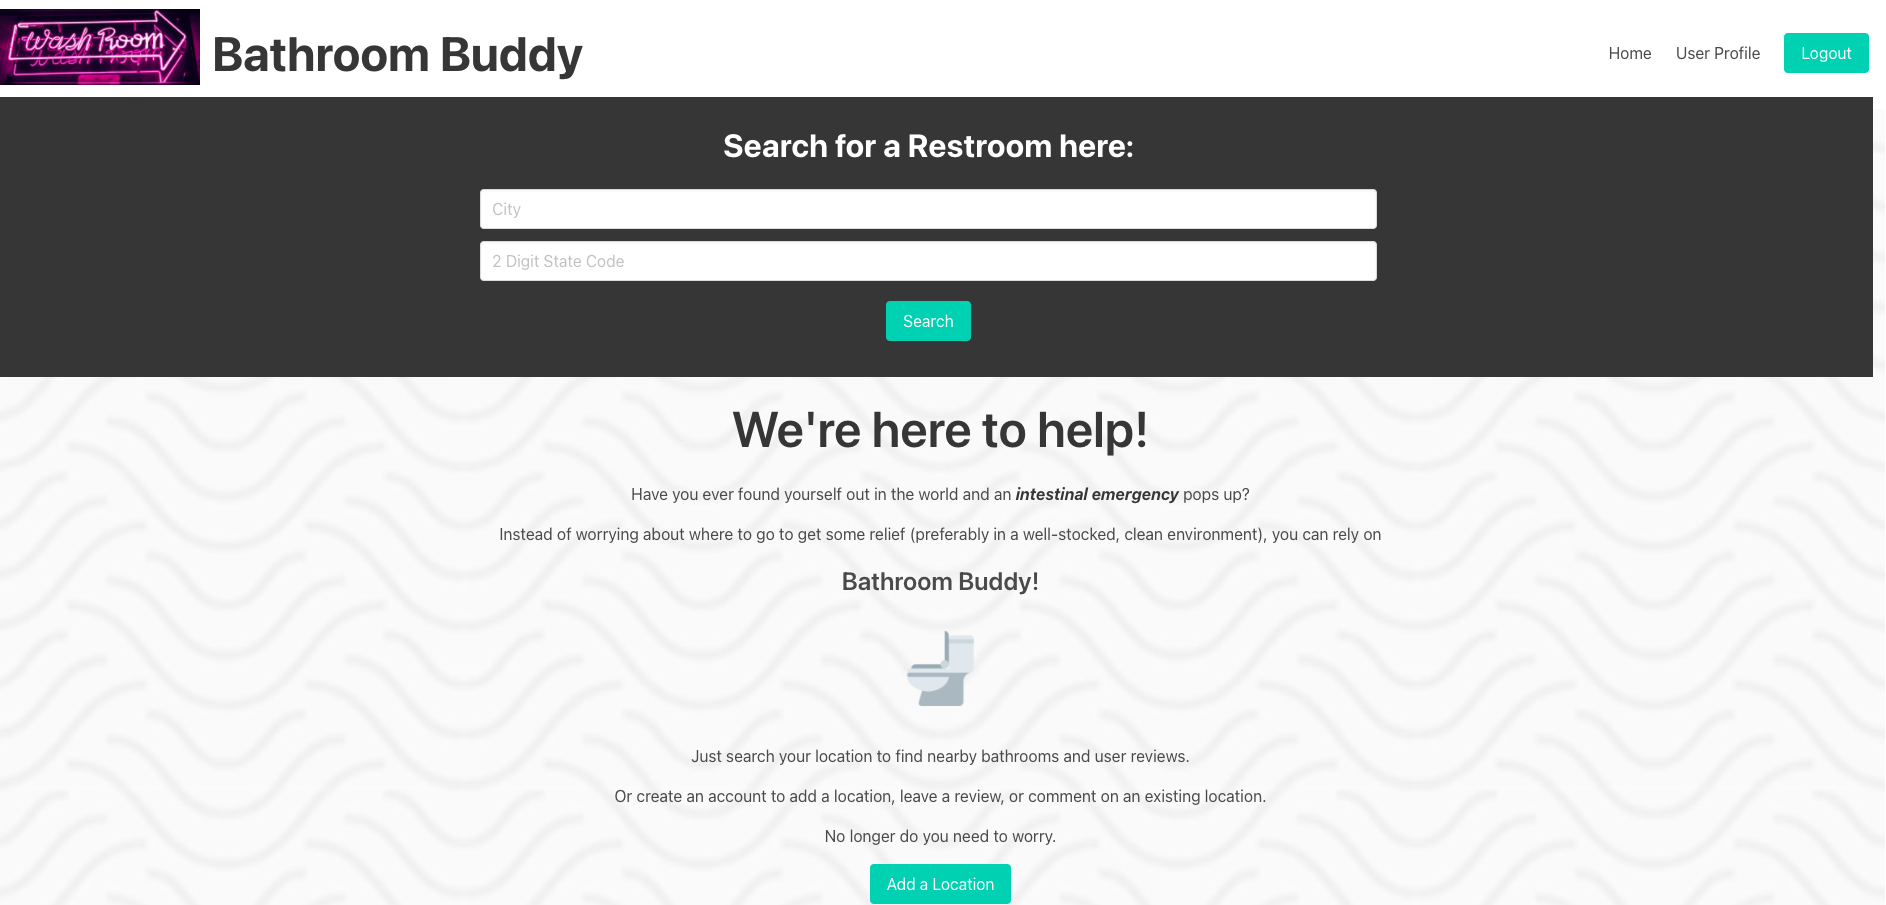 Wash Room
Bathroom Buddy
Home
User Profile
Logout
Search for a Restroom here:
City
2 Digit State Code
Search
We're here to help!
Have you ever found yourself out in the world and an intestinal emergency pops up?
Instead of worrying about where to go to get some relief (preferably in a well-stocked, clean environment), you can rely on
Bathroom Buddy!
Just search your location to find nearby bathrooms and user reviews.
Or create an account to add a location, leave a review, or comment on an existing location.
No longer do you need to worry.
Add a Location